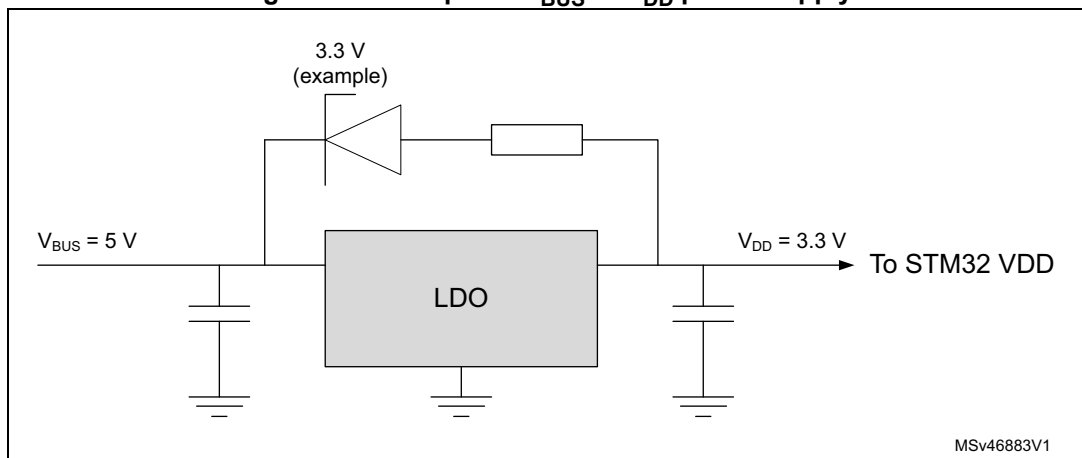 3.3 V
(example)
VBUS = 5 V
VDD = 3.3 V
To STM32 VDD
LDO
MSv46883V1